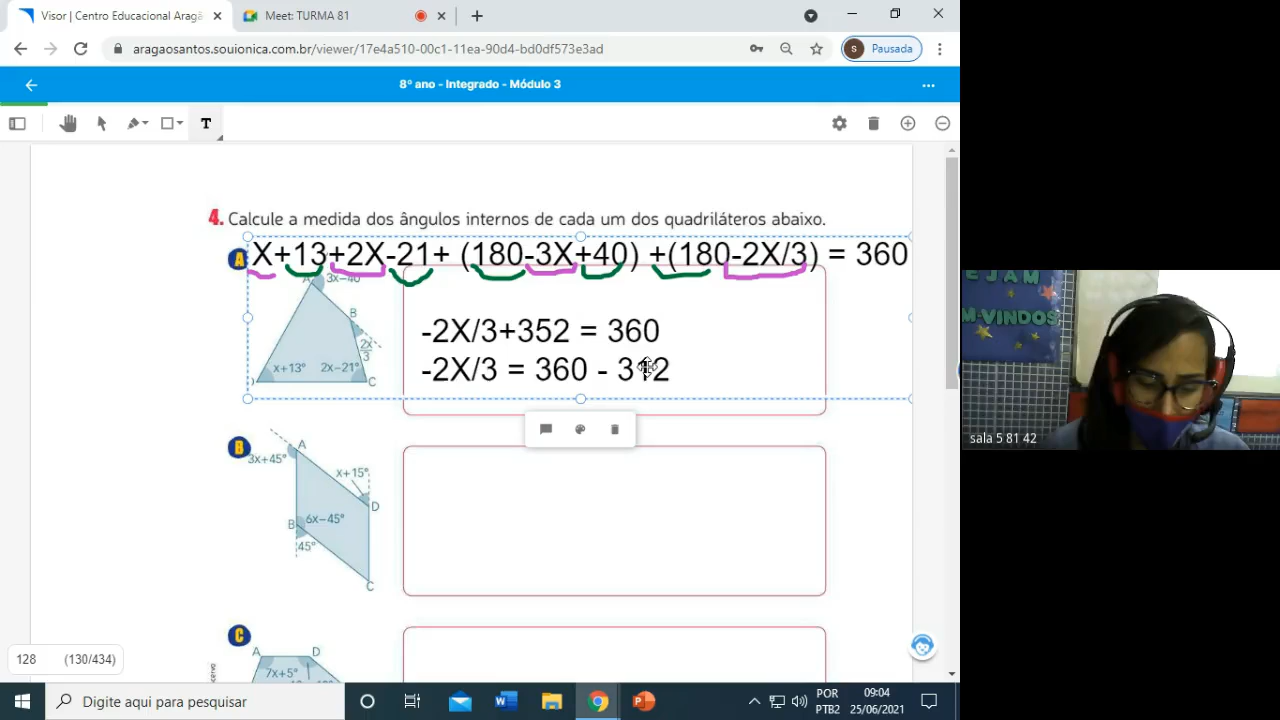 Visor | Centro Educacional Aragã
Meet: TURMA 81
aragaosantos.souionica.com.br/viewer/17e4a510-00c1-11ea-90d4-bd0df573e3ad
Pausada
8º ano - Integrado - Módulo 3
T
4. Calcule a medida dos ângulos internos de cada um dos quadriláteros abaixo.
A
X+13+2X-21+ (180-3X+40) +(180-2X/3) = 360
3x-40
B
2x
3
x+13° 2x-21°
C
-2X/3+352 = 360
-2X/3 = 360 - 312
B
A
3x+45°
x+15°
D
B
6x-45°
45°
C
C
A D
7x+5°
128 (130/434)
sala 5 81 42
EJAM
M-VINDOS
Digite aqui para pesquisar
POR
PTB2
09:04
25/06/2021